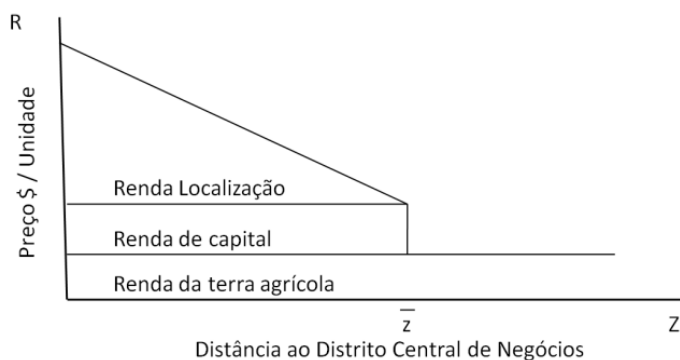 R
Preço $ / Unidade
Renda Localização
Renda de capital
Renda da terra agrícola
z̅
Z
Distância ao Distrito Central de Negócios